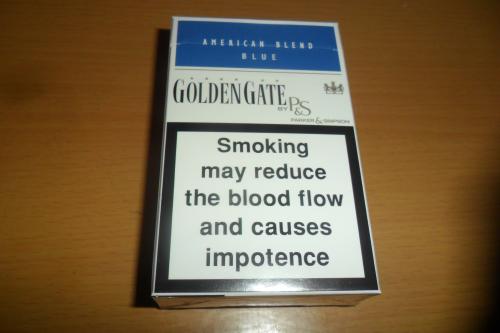 AMERICAN BLEND
BLUE
GOLDEN GATE
BY P&S
PARKER & SIMPSON
Smoking
may reduce
the blood flow
and causes
impotence